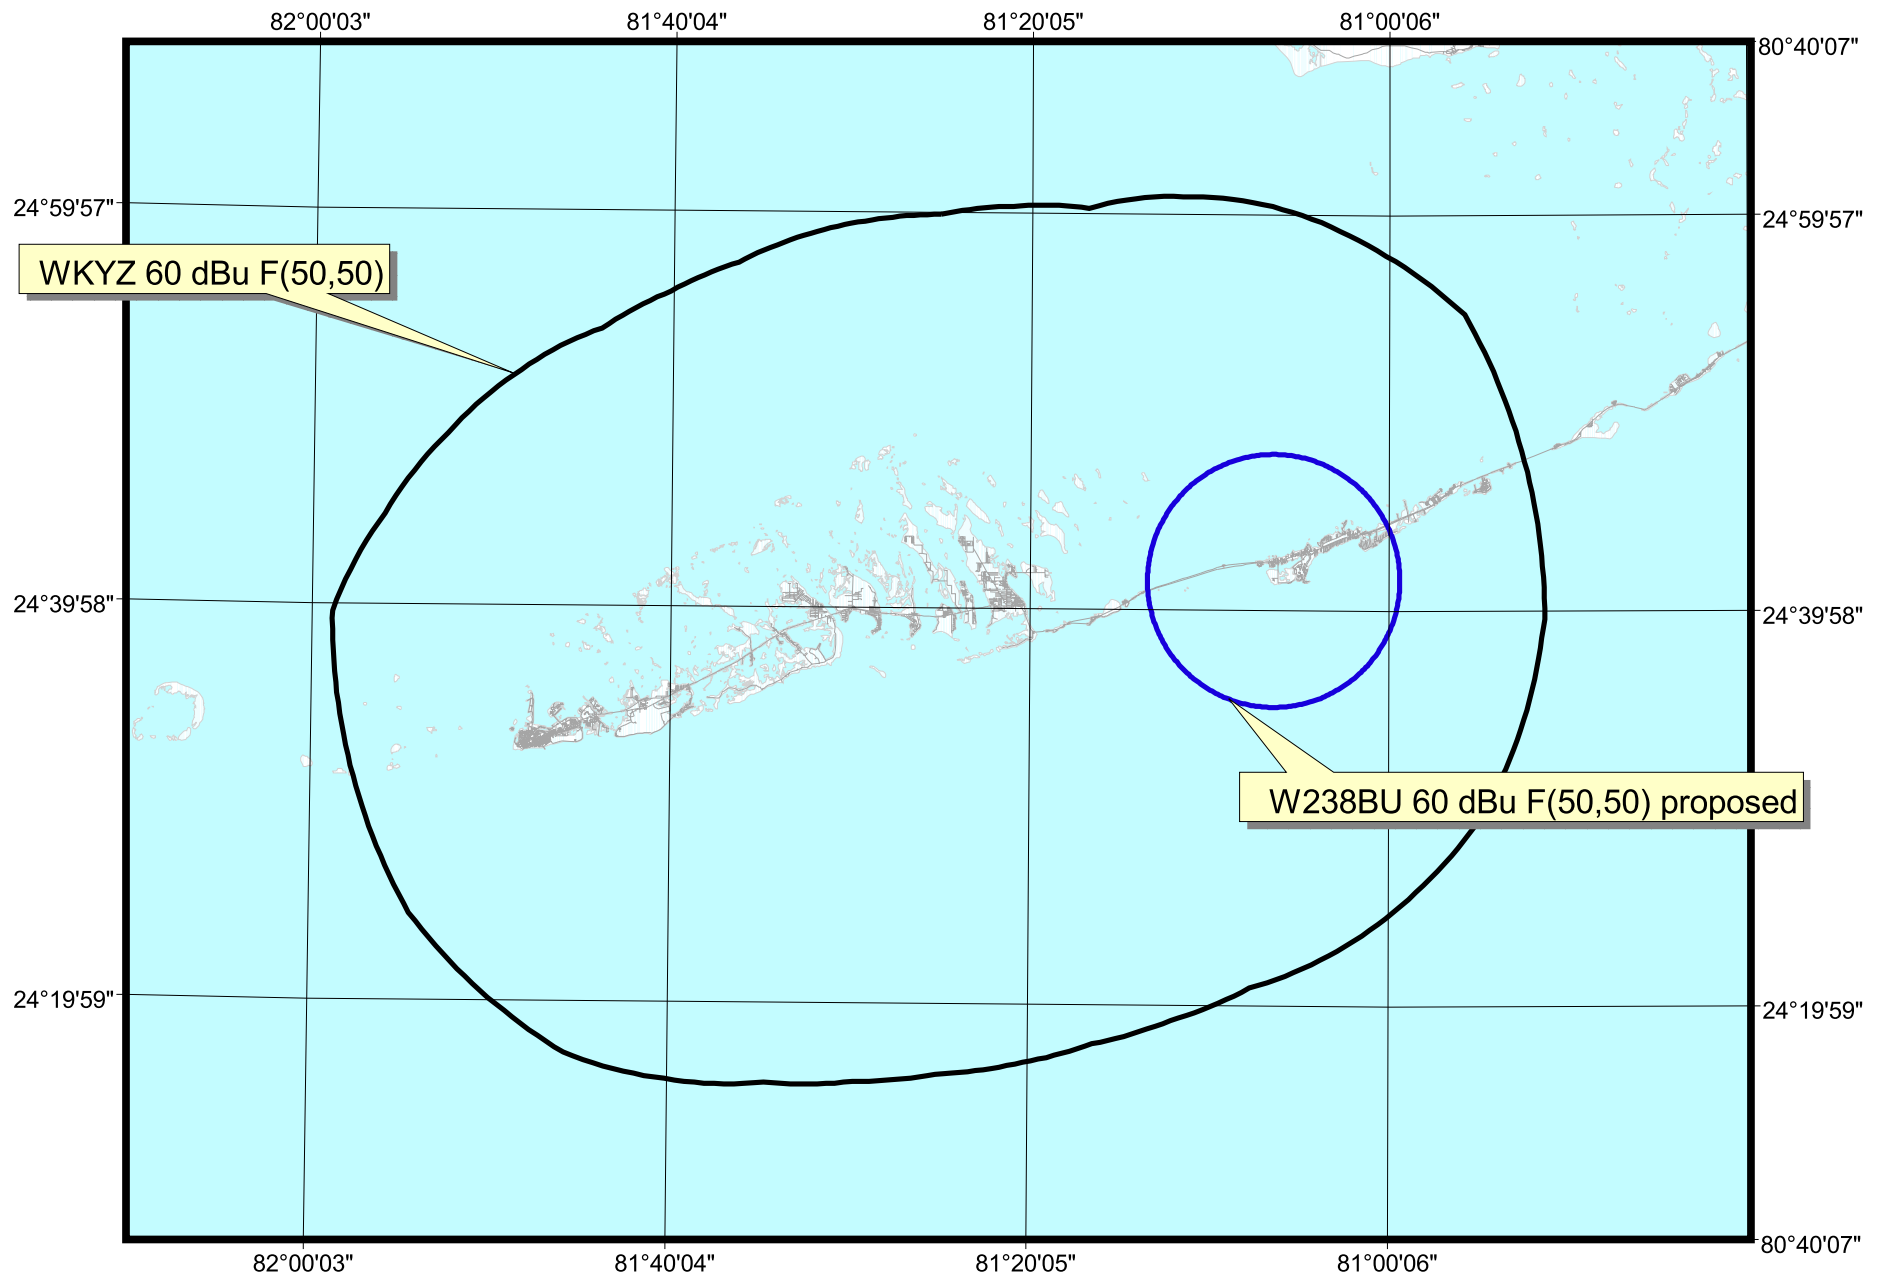 82°00'03" 81°40'04" 81°20'05" 81°00'06"
80°40'07"
24°59'57" 24°59'57"
WKYZ 60 dBu F(50,50)
24°39'58" 24°39'58"
W238BU 60 dBu F(50,50) proposed
24°19'59" 24°19'59"
80°40'07"
82°00'03" 81°40'04" 81°20'05" 81°00'06"